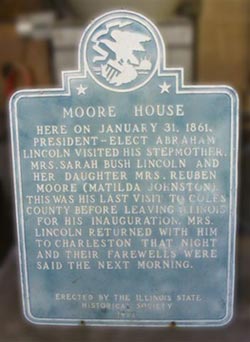 MOORE HOUSE
HERE ON JANUARY 31, 1861,
PRESIDENT-ELECT ABRAHAM
LINCOLN VISITED HIS STEPMOTHER,
MRS. SARAH BUSH LINCOLN AND
HER DAUGHTER MRS. REUBEN
MOORE (MATILDA JOHNSTON).
THIS WAS HIS LAST VISIT TO COLES
COUNTY BEFORE LEAVING ILLINOIS
FOR HIS INAUGURATION. MRS.
LINCOLN RETURNED WITH HIM
TO CHARLESTON THAT NIGHT
AND THEIR FAREWELLS WERE
SAID THE NEXT MORNING.
ERECTED BY THE ILLINOIS STATE
HISTORICAL SOCIETY